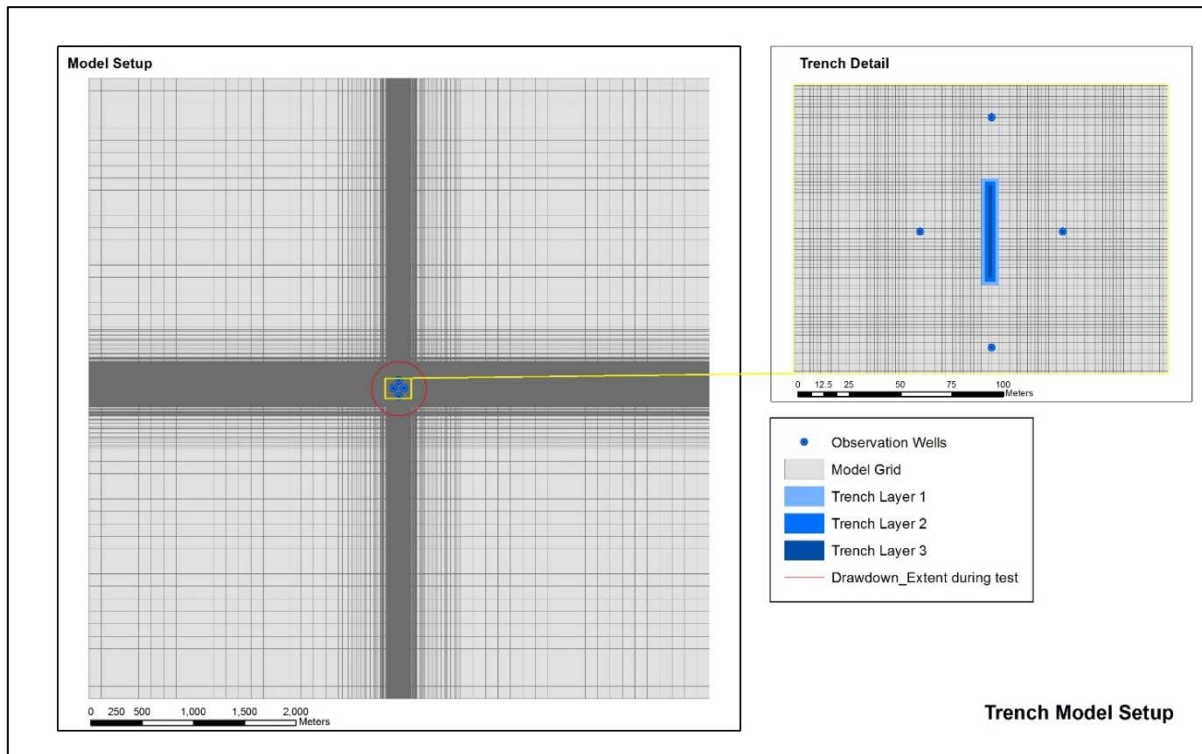 Model Setup
0 250 500 1,000 1,500 2,000
Meters
Trench Detail
0 12.5 25 50 75 100
Meters
Observation Wells
Model Grid
Trench Layer 1
Trench Layer 2
Trench Layer 3
Drawdown_Extent during test
Trench Model Setup